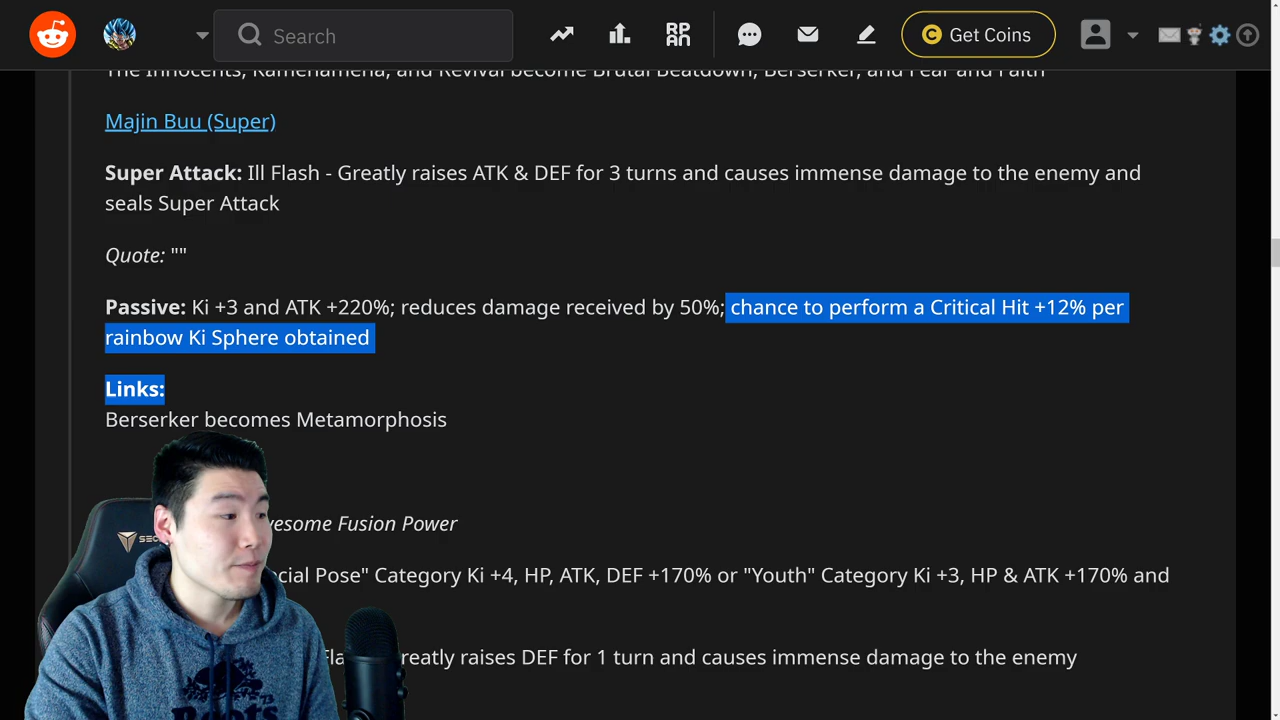 Search
RP
AN
C Get Coins
The Innocents, Kamehameha, and Revival become Brutal Beatdown, Berserker, and Fear and Faith
Majin Buu (Super)
Super Attack: Ill Flash - Greatly raises ATK & DEF for 3 turns and causes immense damage to the enemy and
seals Super Attack
Quote: ""
Passive: Ki +3 and ATK +220%; reduces damage received by 50%; chance to perform a Critical Hit +12% per
rainbow Ki Sphere obtained
Links:
Berserker becomes Metamorphosis
Fusion Power
Pose" Category Ki +4, HP, ATK, DEF +170% or "Youth" Category Ki +3, HP & ATK +170% and
raises DEF for 1 turn and causes immense damage to the enemy
Roots